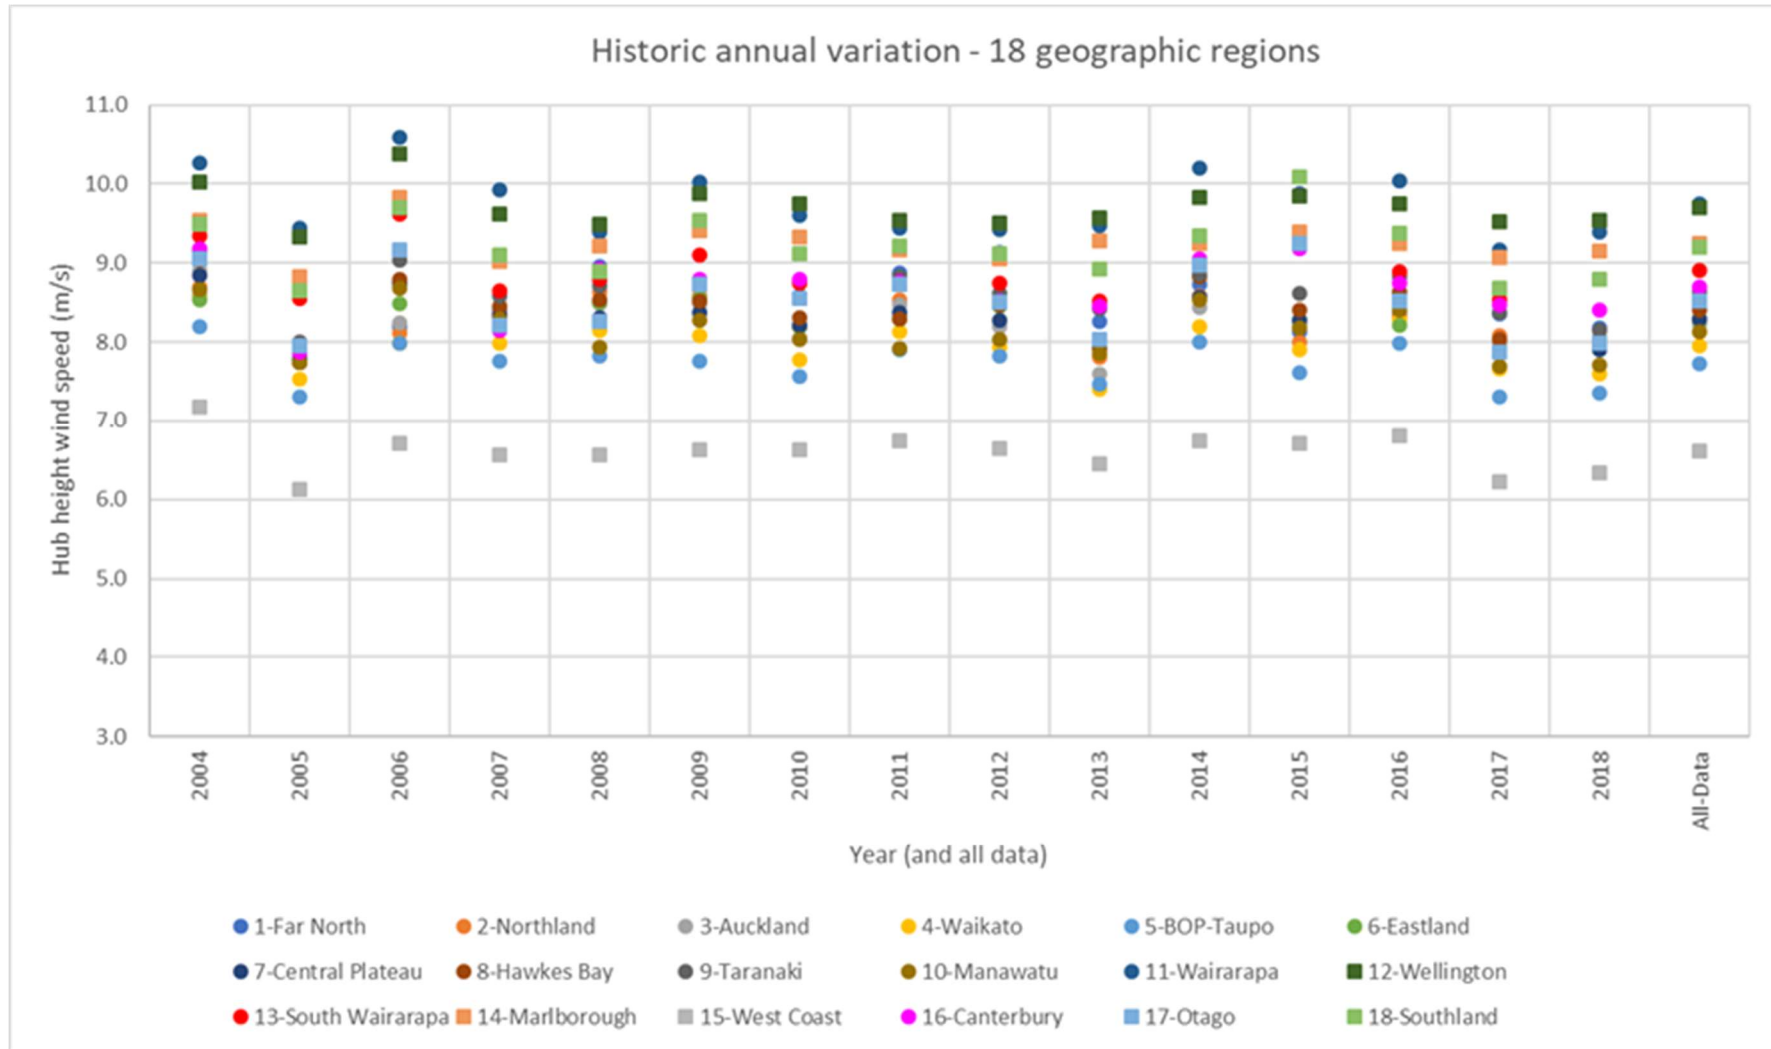 Historic annual variation - 18 geographic regions
Hub height wind speed (m/s)
11.0
10.0
9.0
8.0
7.0
6.0
5.0
4.0
3.0
2004 2005 2006 2007 2008 2009 2010 2011 2012 2013 2014 2015 2016 2017 2018 All-Data
Year (and all data)
1-Far North 2-Northland 3-Auckland 4-Waikato 5-BOP-Taupo 6-Eastland
7-Central Plateau 8-Hawkes Bay 9-Taranaki 10-Manawatu 11-Wairarapa 12-Wellington
13-South Wairarapa 14-Marlborough 15-West Coast 16-Canterbury 17-Otago 18-Southland